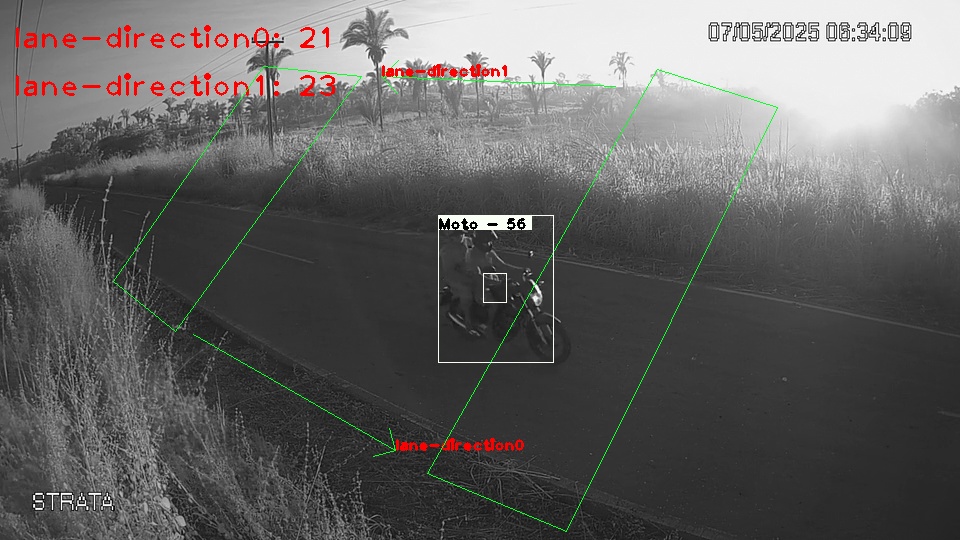 lane-direction0: 21
07/05/2025 06:34:09
lane-direction1
lane-direction1: 23
Moto - 56
lane-direction0
STRATA